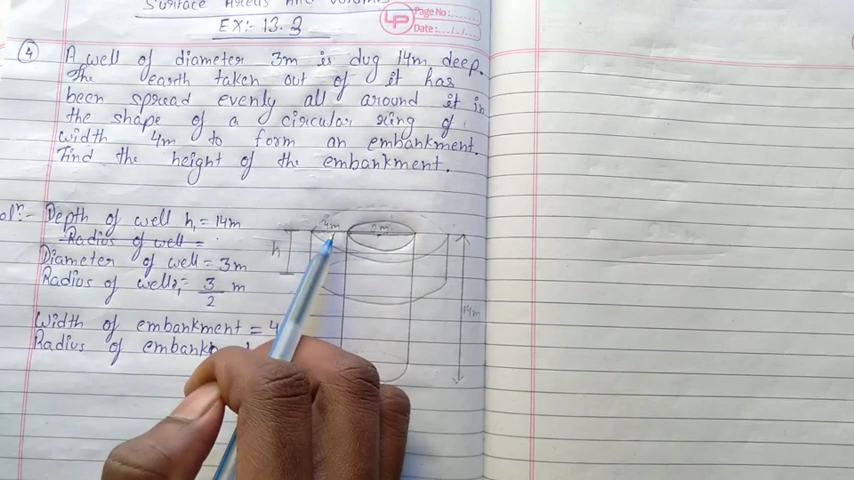 Surface Areas and Volumes
EX:- 13.3
LP
Page No:
Date:
4
A well of diameter 3m is dug 14m deep.
The earth taken out of it has
been spread evenly all around it in
the shape of a circular ring of
width 4m to form an embankment.
Find the height of the embankment.
Solⁿ:- Depth of well h₁ = 14m
Radius of well =
Diameter of well = 3m
Radius of well r₁ = 3/2 m
Width of embankment = 4
Radius of
4m
h
14m